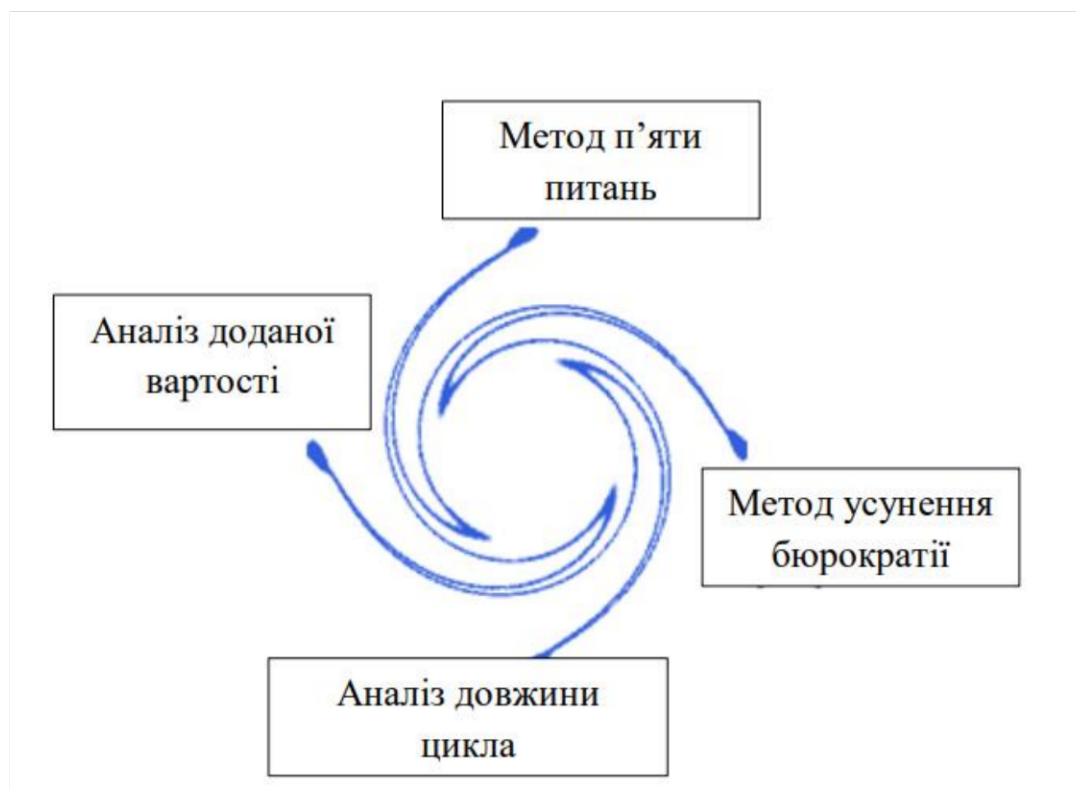 Метод п’яти
питань
Аналіз доданої
вартості
Метод усунення
бюрократії
Аналіз довжини
цикла